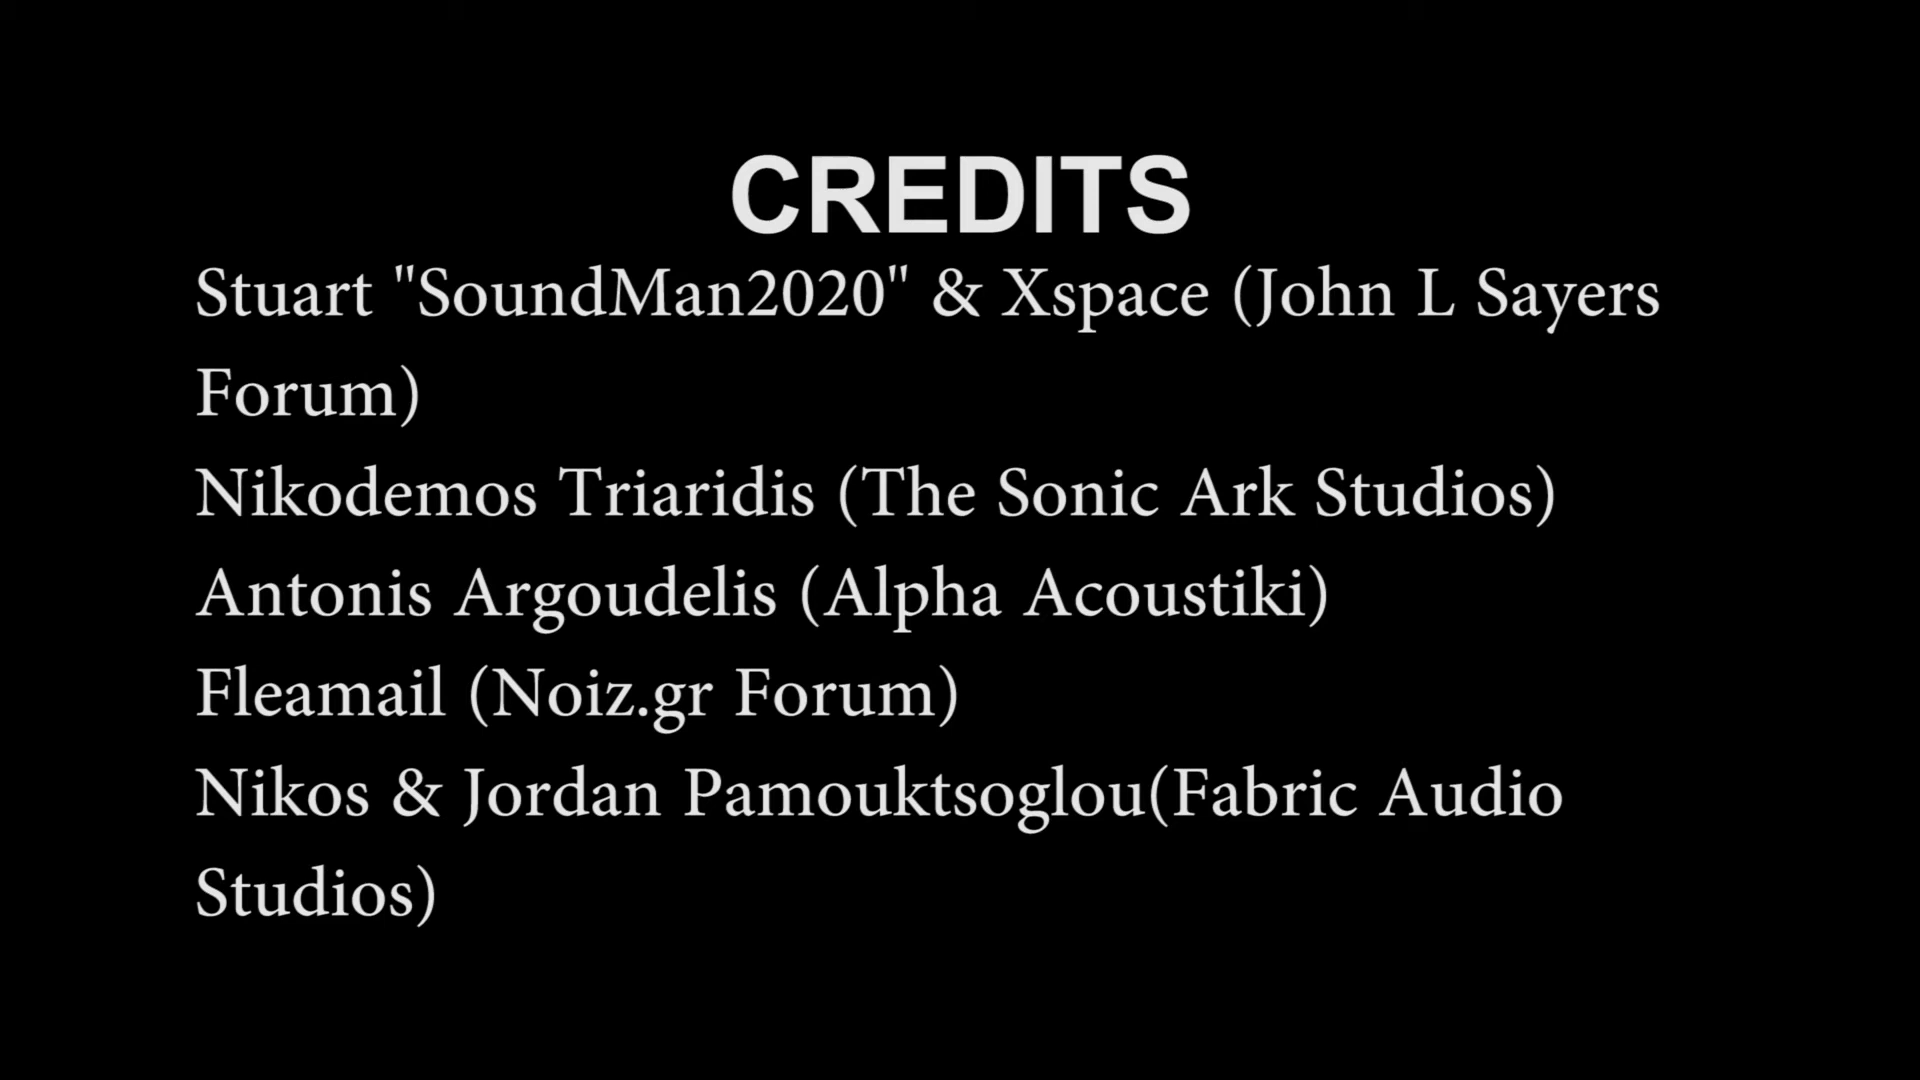 CREDITS
Stuart "SoundMan2020" & Xspace (John L Sayers
Forum)
Nikodemos Triaridis (The Sonic Ark Studios)
Antonis Argoudelis (Alpha Acoustiki)
Fleamail (Noiz.gr Forum)
Nikos & Jordan Pamouktsoglou(Fabric Audio
Studios)